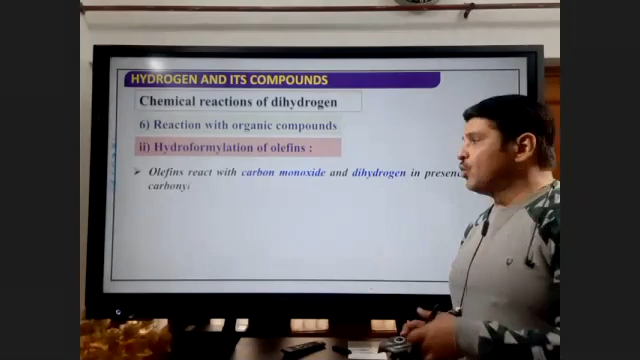 HYDROGEN AND ITS COMPOUNDS
Chemical reactions of dihydrogen
6) Reaction with organic compounds
ii) Hydroformylation of olefins :
➤ Olefins react with carbon monoxide and dihydrogen in